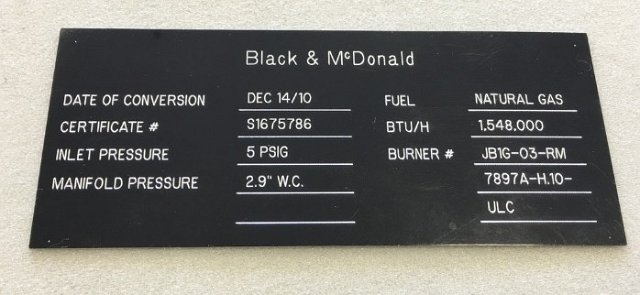 Black & McDonald
DATE OF CONVERSION DEC 14/10 FUEL NATURAL GAS
CERTIFICATE # S1675786 BTU/H 1.548.000
INLET PRESSURE 5 PSIG BURNER # JB1G-03-RM
MANIFOLD PRESSURE 2.9" W.C. 7897A-H.10-
ULC